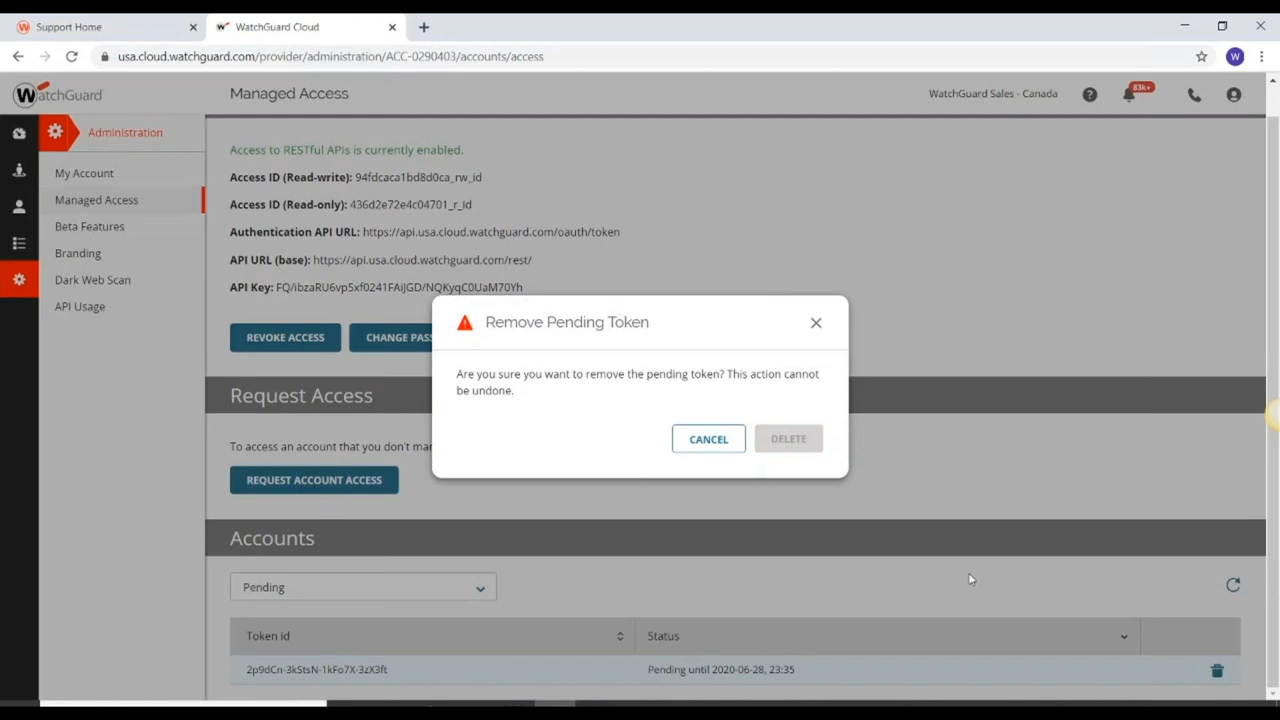 Support Home
WatchGuard Cloud
usa.cloud.watchguard.com/provider/administration/ACC-0290403/accounts/access
W
WatchGuard
Managed Access
WatchGuard Sales - Canada
83k+
Administration
My Account
Managed Access
Beta Features
Branding
Dark Web Scan
API Usage
Access to RESTful APIs is currently enabled.
Access ID (Read-write): 94fdcaca1bd8d0ca_rw_id
Access ID (Read-only): 436d2e72e4c04701_r_id
Authentication API URL: https://api.usa.cloud.watchguard.com/oauth/token
API URL (base): https://api.usa.cloud.watchguard.com/rest/
API Key: FQ/ibzaRU6vp5xf0241FAiJGD/NQKyqC0UaM70Yh
REVOKE ACCESS
CHANGE PAS
Remove Pending Token
Are you sure you want to remove the pending token? This action cannot
be undone.
CANCEL
DELETE
Request Access
To access an account that you don't ma
REQUEST ACCOUNT ACCESS
Accounts
Pending
Token id
Status
2p9dCn-3kStsN-1kFo7X-3zX3ft
Pending until 2020-06-28, 23:35